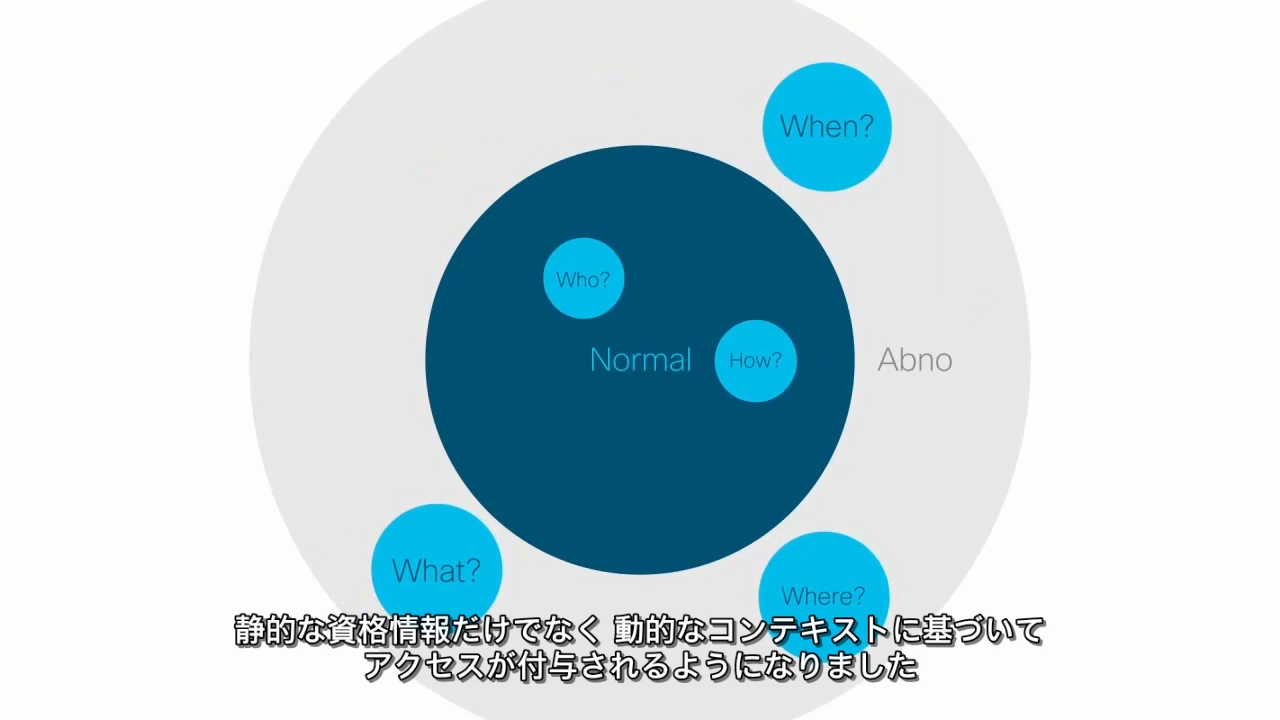 When?
Who?
Normal
How?
Abno
What?
Where?
静的な資格情報だけでなく 動的なコンテキストに基づいて
アクセスが付与されるようになりました